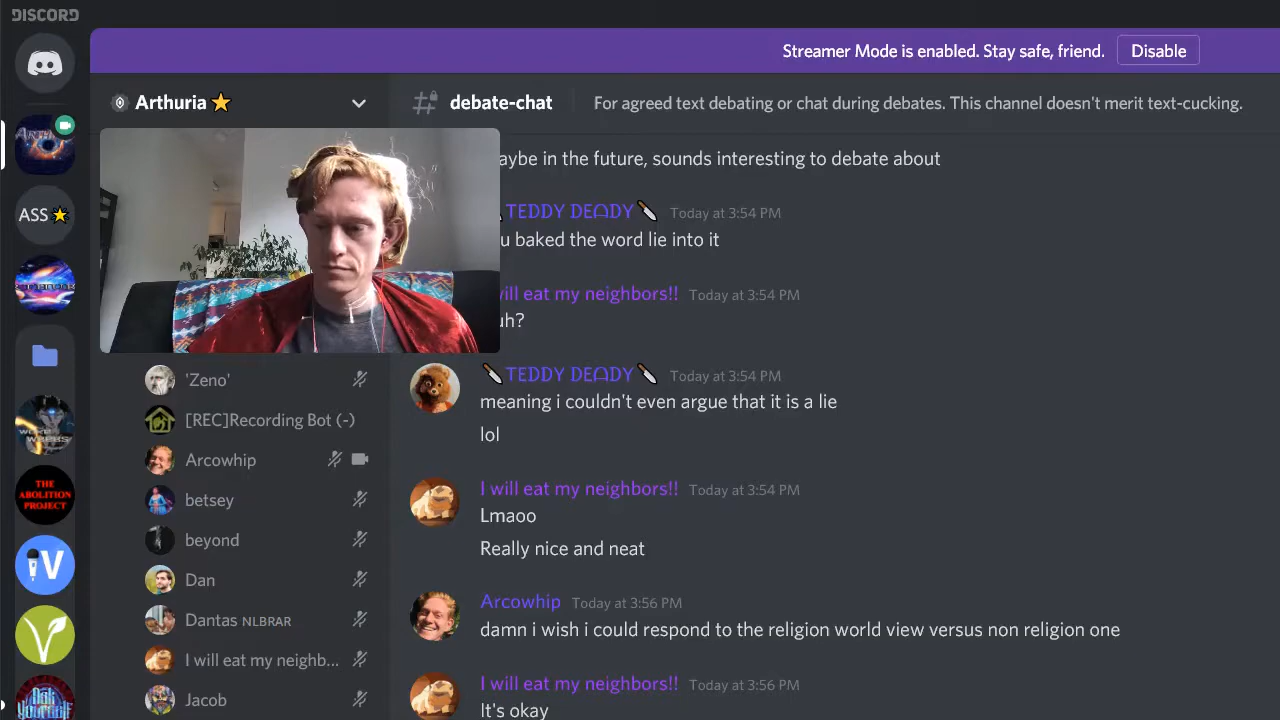 DISCORD
Streamer Mode is enabled. Stay safe, friend.
Disable
Arthuria
debate-chat
For agreed text debating or chat during debates. This channel doesn't merit text-cucking.
ASS
THE
ABOLITION
PROJECT
V
aybe in the future, sounds interesting to debate about
TEDDY DEADY
Today at 3:54 PM
u baked the word lie into it
will eat my neighbors!!
Today at 3:54 PM
uh?
TEDDY DEADY
Today at 3:54 PM
meaning i couldn't even argue that it is a lie
lol
I will eat my neighbors!!
Today at 3:54 PM
Lmaoo
Really nice and neat
Arcowhip
Today at 3:56 PM
damn i wish i could respond to the religion world view versus non religion one
I will eat my neighbors!!
Today at 3:56 PM
It's okay
'Zeno'
[REC]Recording Bot (-)
Arcowhip
betsey
beyond
Dan
Dantas NLBRAR
I will eat my neighb...
Jacob